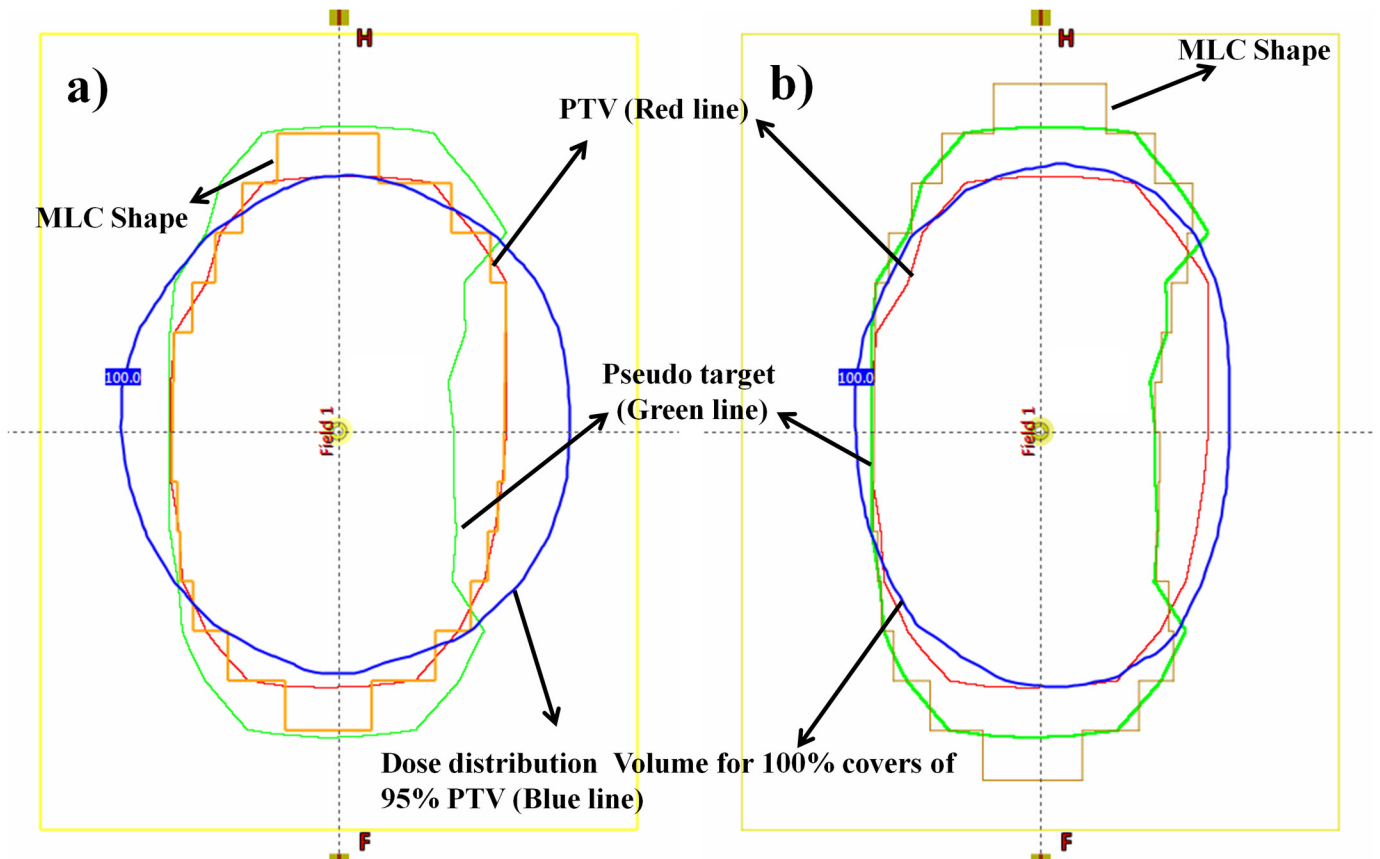 H
H
a)
b)
MLC Shape
PTV (Red line)
MLC Shape
100.0
100.0
Pseudo target
(Green line)
Field 1
Field 1
Dose distribution Volume for 100% covers of
95% PTV (Blue line)
F
F